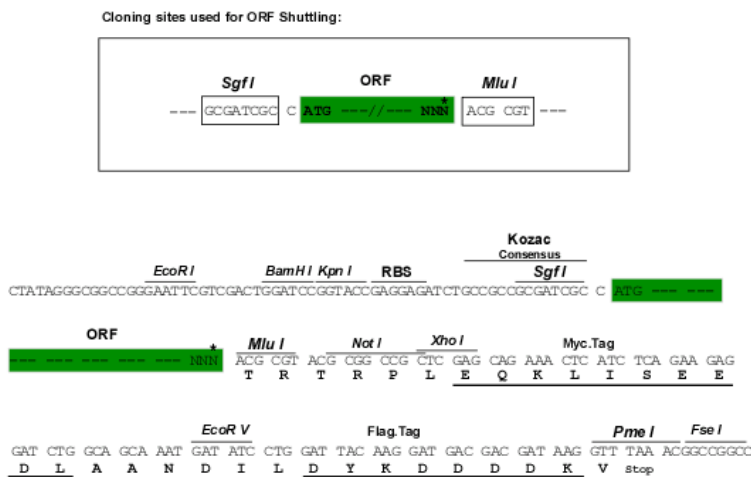 Cloning sites used for ORF Shuttling:
Sgf I ORF Mlu I
--- GCGATCGC C ATG ---//--- NNN* ACG CGT ---
Kozac
Consensus
EcoR I BamH I Kpn I RBS Sgf I
CTATAGGGCGGCCGGGAATTCGTCGACTGGATCCGGTACCGAGGAGATCTGCCGCCGCGATCGC C ATG --- ---
ORF Mlu I Not I Xho I Myc.Tag
--- --- --- --- --- --- NNN* ACG CGT ACG CGG CCG CTC GAG CAG AAA CTC ATC TCA GAA GAG
T R T R P L E Q K L I S E E
EcoR V Flag.Tag Pme I Fse I
GAT CTG GCA GCA AAT GAT ATC CTG GAT TAC AAG GAT GAC GAC GAT AAG GTT TAA ACGGCCGGCC
D L A A N D I L D Y K D D D D K V Stop